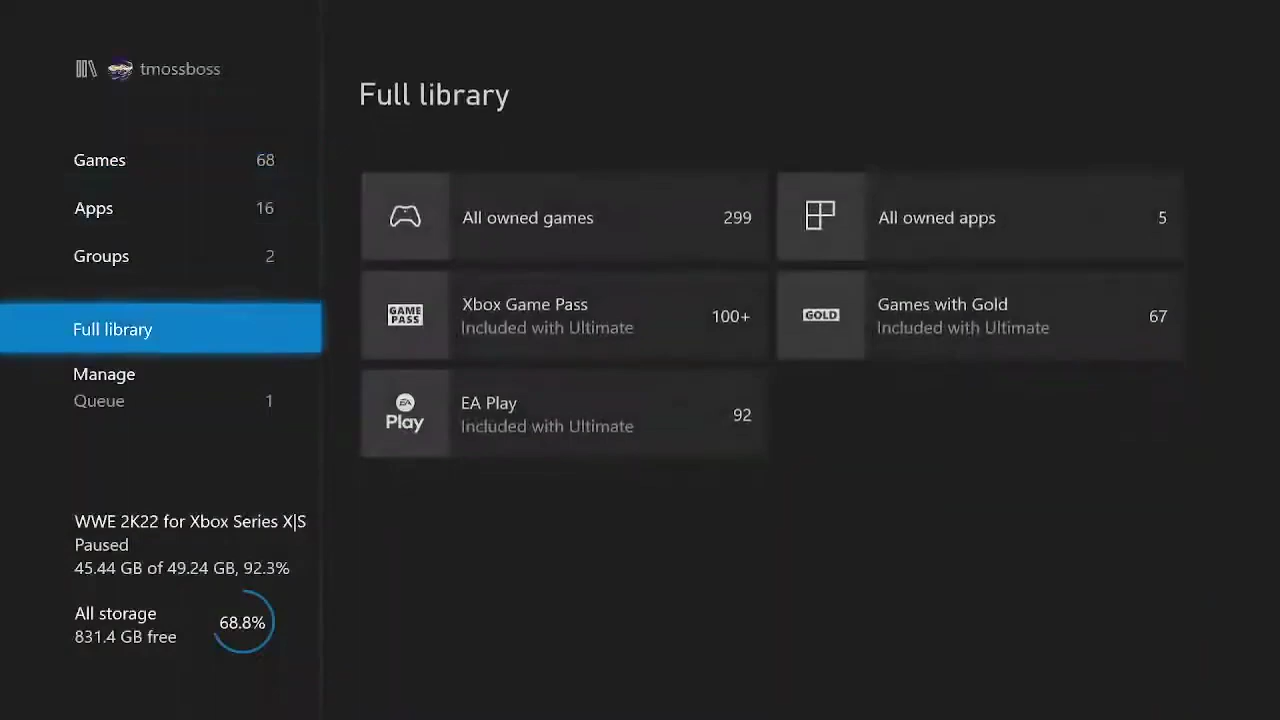 tmossboss
Games 68
Apps 16
Groups 2
Full library
Manage
Queue 1
WWE 2K22 for Xbox Series X|S
Paused
45.44 GB of 49.24 GB, 92.3%
All storage
831.4 GB free
68.8%
Full library
All owned games 299
All owned apps 5
GAME
PASS
Xbox Game Pass
Included with Ultimate
100+
GOLD
Games with Gold
Included with Ultimate
67
EA
Play
EA Play
Included with Ultimate
92